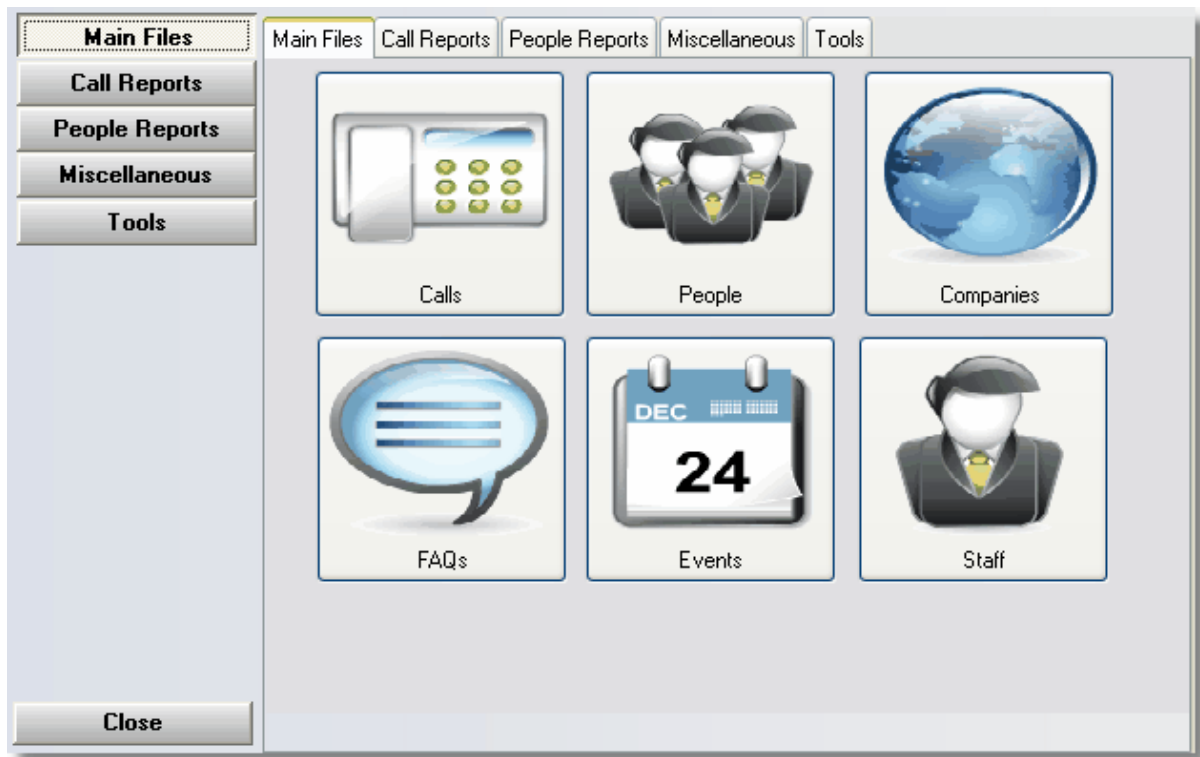 Main Files
Call Reports
People Reports
Miscellaneous
Tools
Close
Main Files Call Reports People Reports Miscellaneous Tools
Calls People Companies
DEC
24
FAQs Events Staff